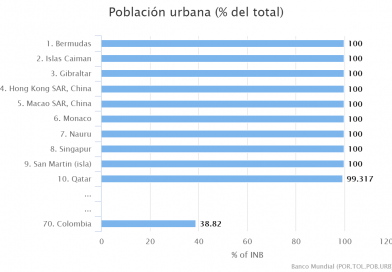 Población urbana (% del total)
1. Bermudas 100
2. Islas Caiman 100
3. Gibraltar 100
4. Hong Kong SAR, China 100
5. Macao SAR, China 100
6. Monaco 100
7. Nauru 100
8. Singapur 100
9. San Martin (isla) 100
10. Qatar 99.317
...
...
70. Colombia 38.82
0 20 40 60 80 100 120
% of INB
Banco Mundial (POR,TOL,POB,URB